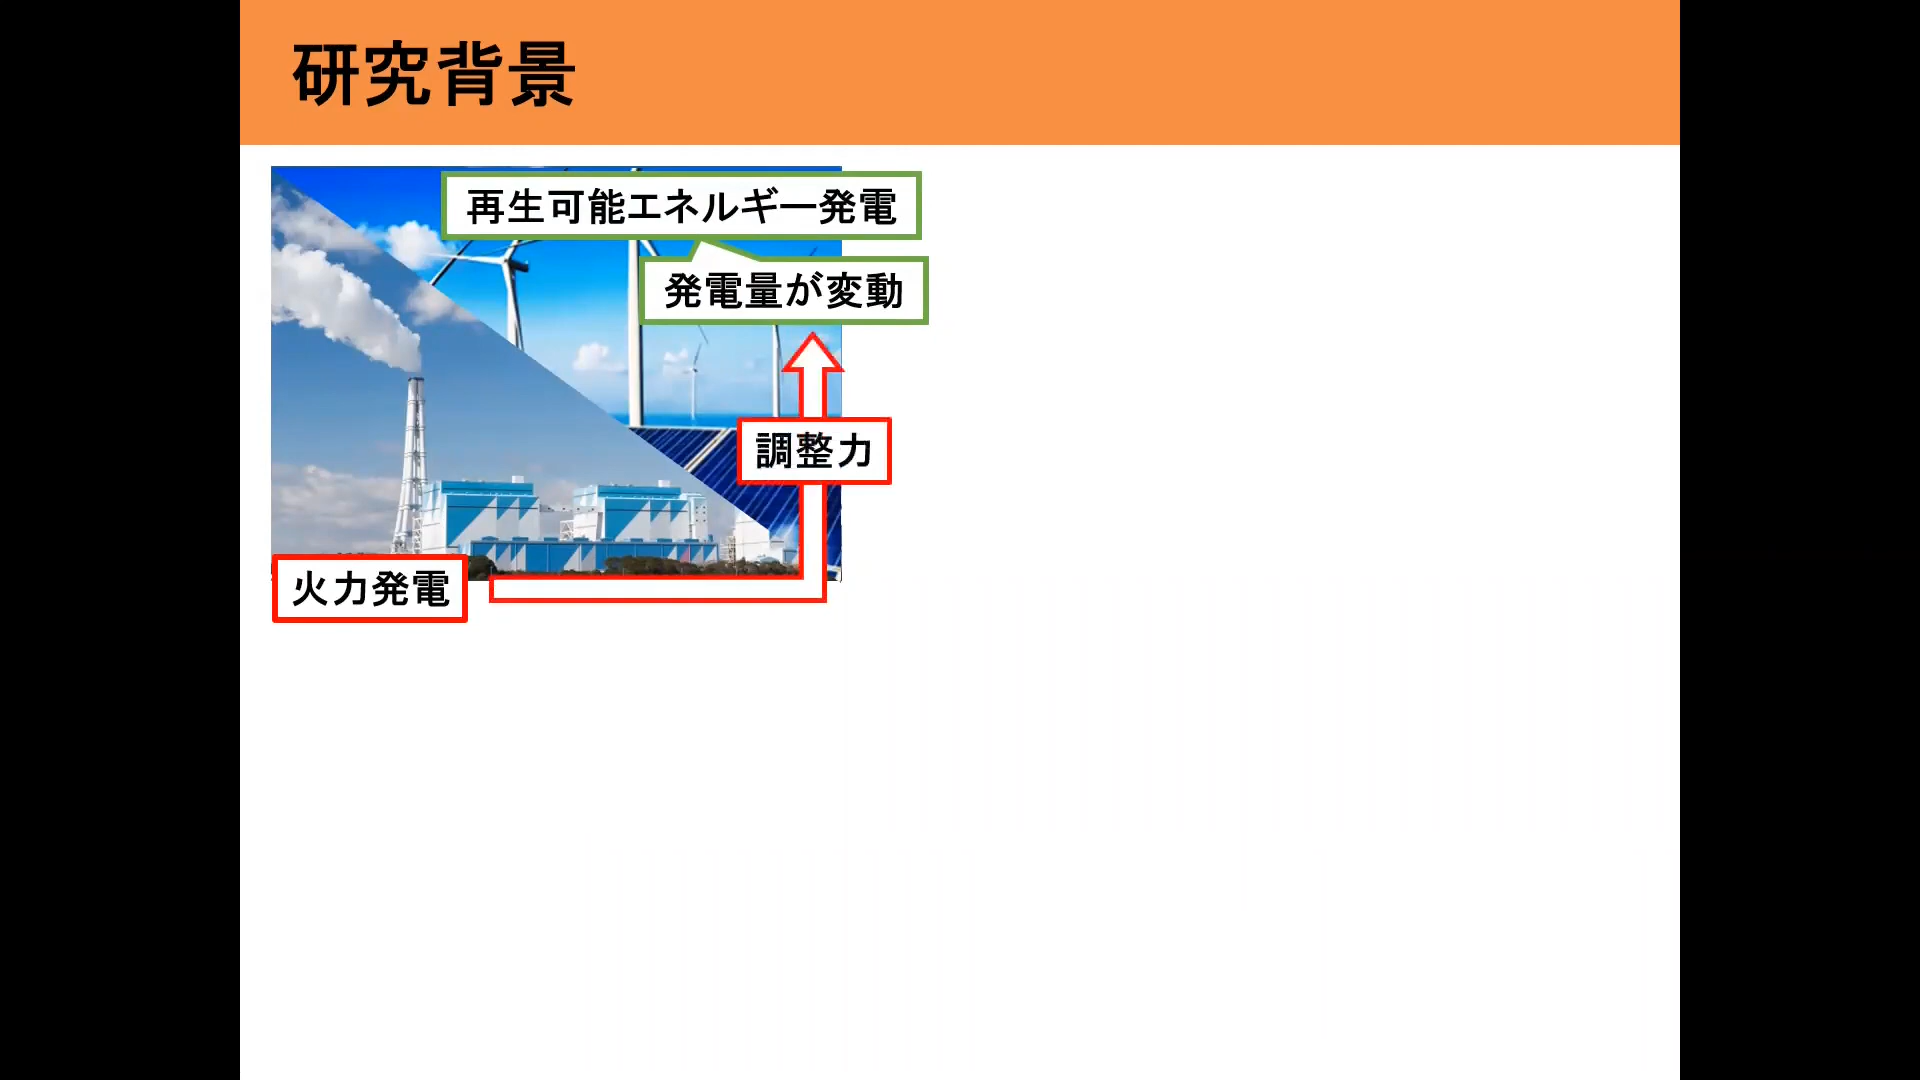 研究背景
再生可能エネルギー発電
発電量が変動
調整力
火力発電